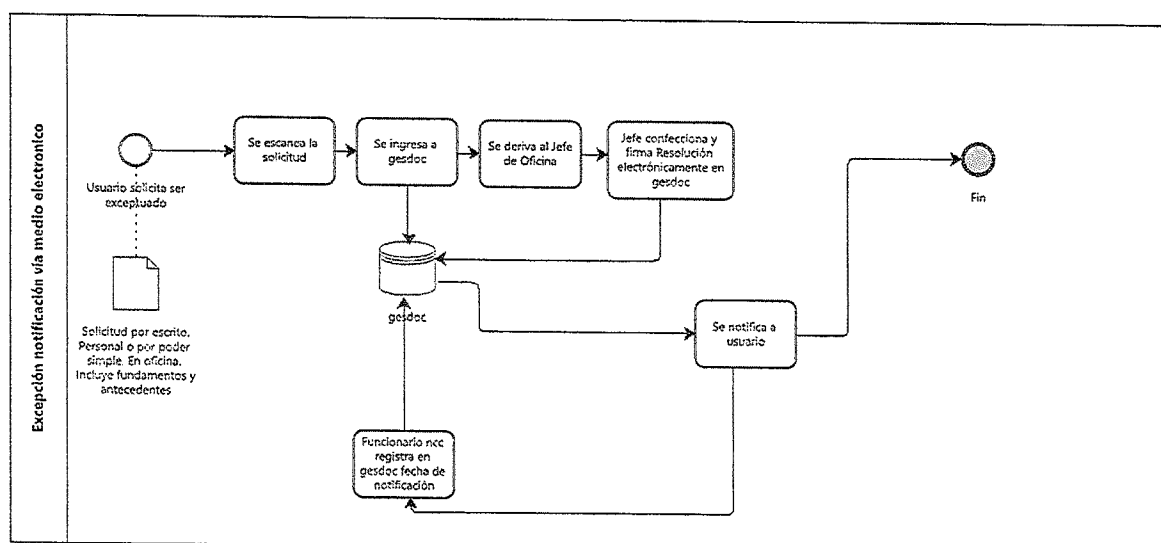 Excepción notificación vía medio electronico
Usuario solicita ser
exceptuado
Solicitud por escrito.
Personal o por poder
simple. En oficina.
Incluye fundamentos y
antecedentes
Se escanea la
solicitud
Se ingresa a
gesdoc
Se deriva al Jefe
de Oficina
Jefe confecciona y
firma Resolución
electrónicamente en
gesdoc
gesdoc
Se notifica a
usuario
Funcionario ncc
registra en
gesdoc fecha de
notificación
Fin